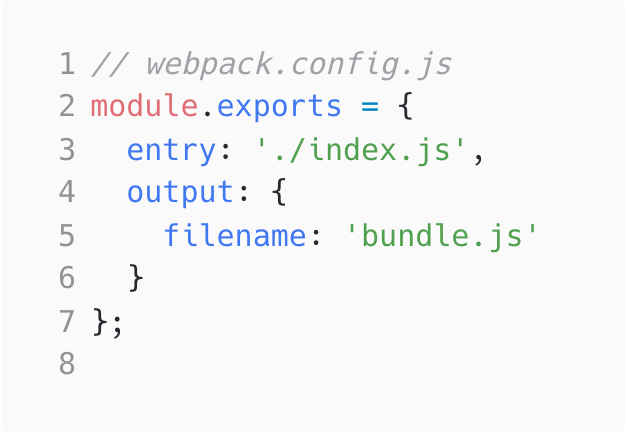 1 // webpack.config.js
2 module.exports = {
3   entry: './index.js',
4   output: {
5     filename: 'bundle.js'
6   }
7 };
8